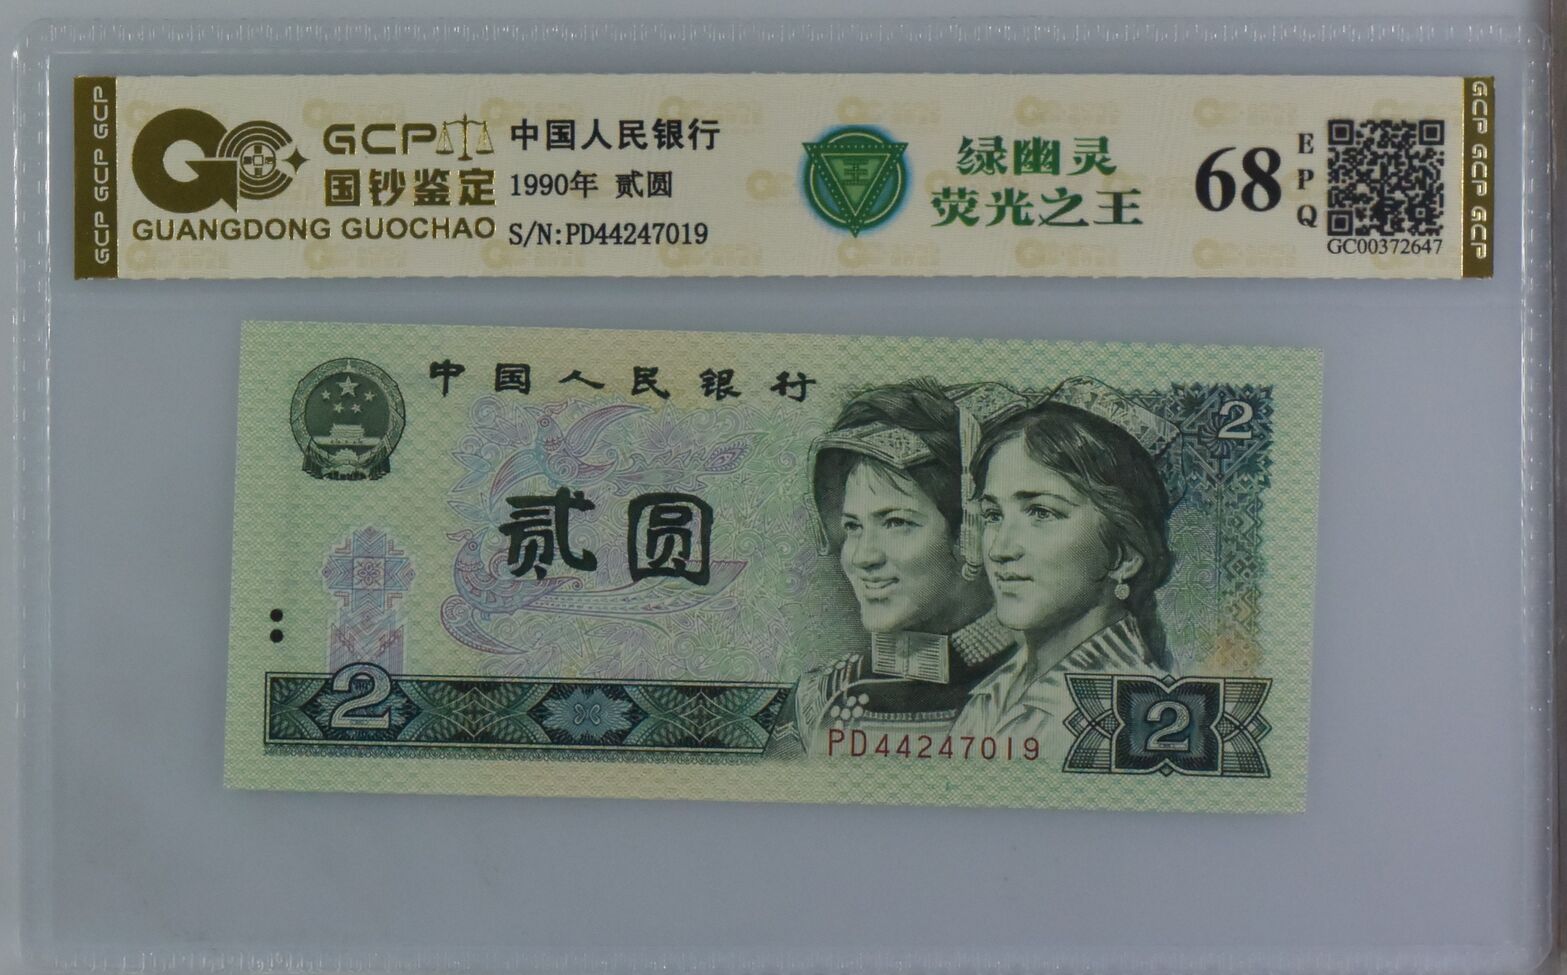 GCP GCP GCP
GCP
国钞鉴定
GUANGDONG GUOCHAO
中国人民银行
1990年 贰圆
S/N:PD44247019
王
绿幽灵
荧光之王
68
EPQ
GC00372647
GCP GCP GCP
中国人民银行
2
贰圆
2
PD44247019
2